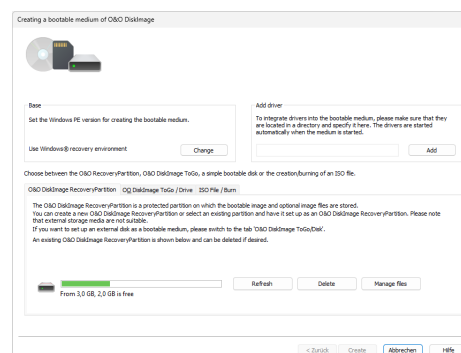 Creating a bootable medium of O&O DiskImage
Base
Set the Windows PE version for creating the bootable medium.
Use Windows® recovery environment
Change
Add driver
To integrate drivers into the bootable medium, please make sure that they
are located in a directory and specify it here. The drivers are started
automatically when the medium is started.
Add
Choose between the O&O RecoveryPartition, O&O DiskImage ToGo, a simple bootable disk or the creation/burning of an ISO file.
O&O DiskImage RecoveryPartition
OO DiskImage ToGo / Drive
ISO File / Burn
The O&O DiskImage RecoveryPartition is a protected partition on which the bootable image and optional image files are stored.
You can create a new O&O DiskImage RecoveryPartition or select an existing partition and have it set up as an O&O DiskImage RecoveryPartition. Please note
that external storage media are not suitable.
If you want to set up an external disk as a bootable medium, please switch to the tab 'O&O DiskImage ToGo/Disk'.
An existing O&O DiskImage RecoveryPartition is shown below and can be deleted if desired.
From 3,0 GB, 2,0 GB is free
Refresh
Delete
Manage files
< Zurück
Create
Abbrechen
Hilfe